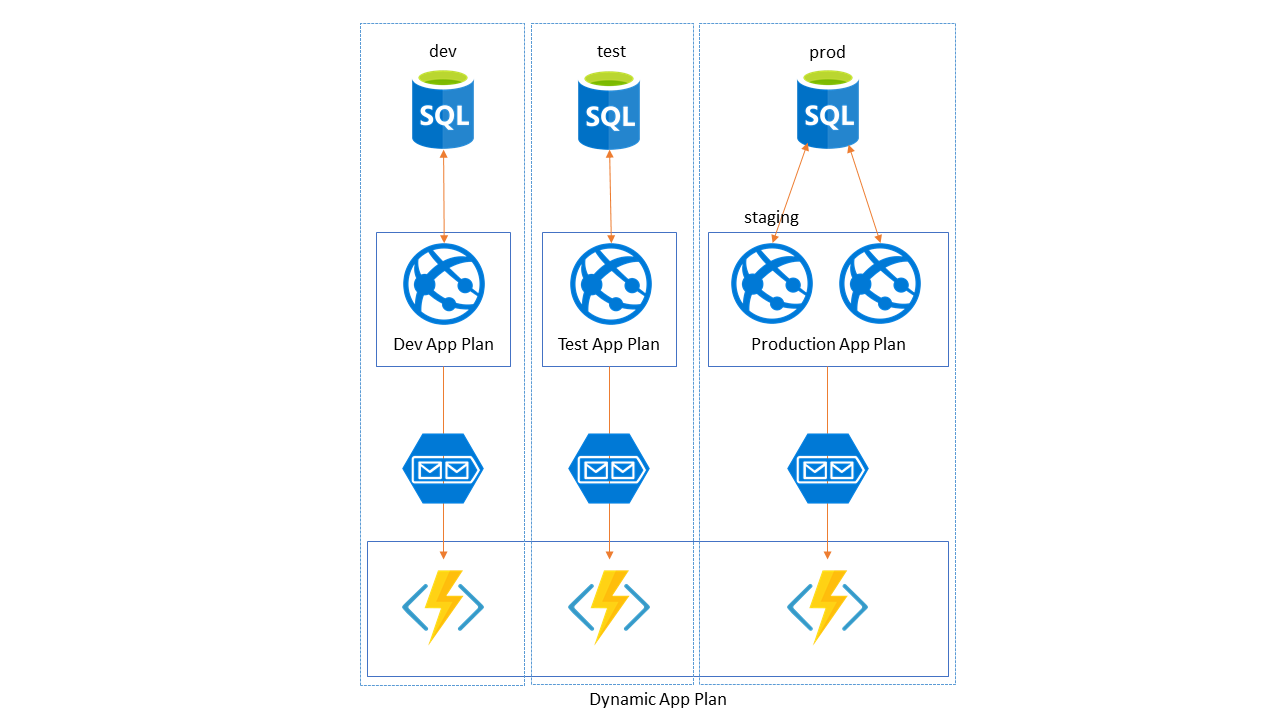 dev
test
prod
SQL
SQL
SQL
staging
Dev App Plan
Test App Plan
Production App Plan
Dynamic App Plan